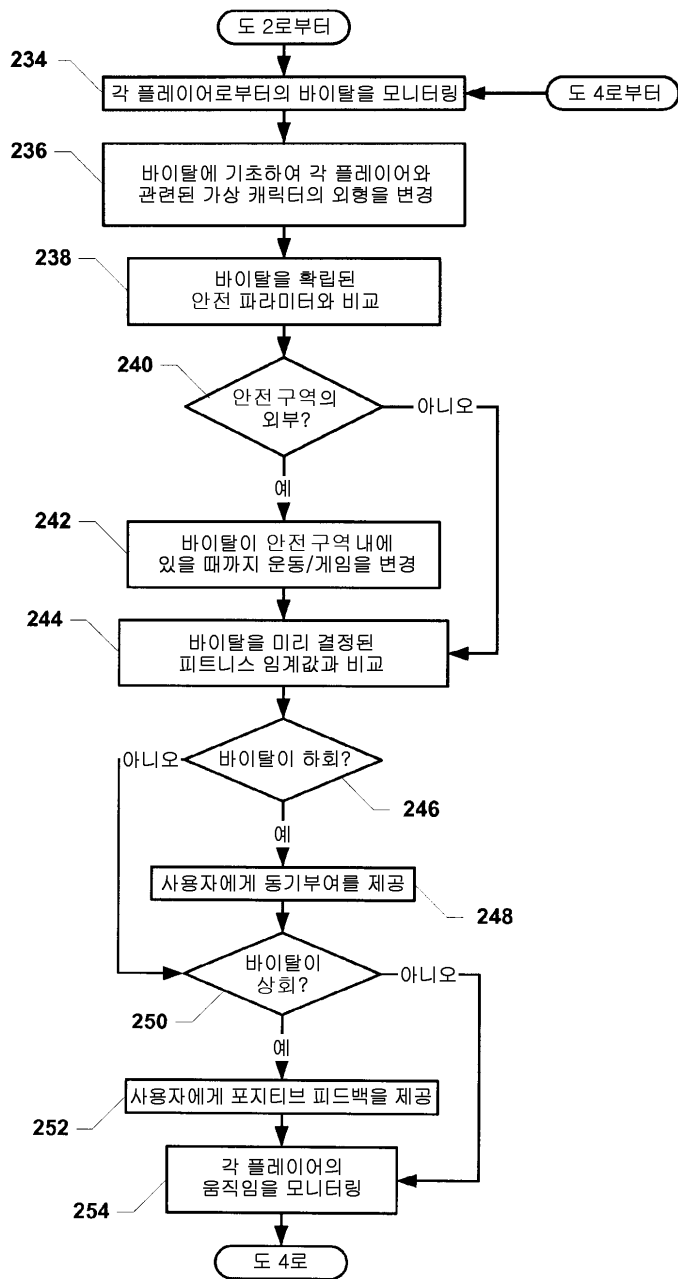 도 2로부터
234
각 플레이어로부터의 바이탈을 모니터링
도 4로부터
236
바이탈에 기초하여 각 플레이어와
관련된 가상 캐릭터의 외형을 변경
238
바이탈을 확립된
안전 파라미터와 비교
240
안전 구역의
외부?
아니오
예
242
바이탈이 안전 구역 내에
있을 때까지 운동/게임을 변경
244
바이탈을 미리 결정된
피트니스 임계값과 비교
아니오
바이탈이 하회?
246
예
사용자에게 동기부여를 제공
248
바이탈이
상회?
아니오
250
예
사용자에게 포지티브 피드백을 제공
252
각 플레이어의
움직임을 모니터링
254
도 4로